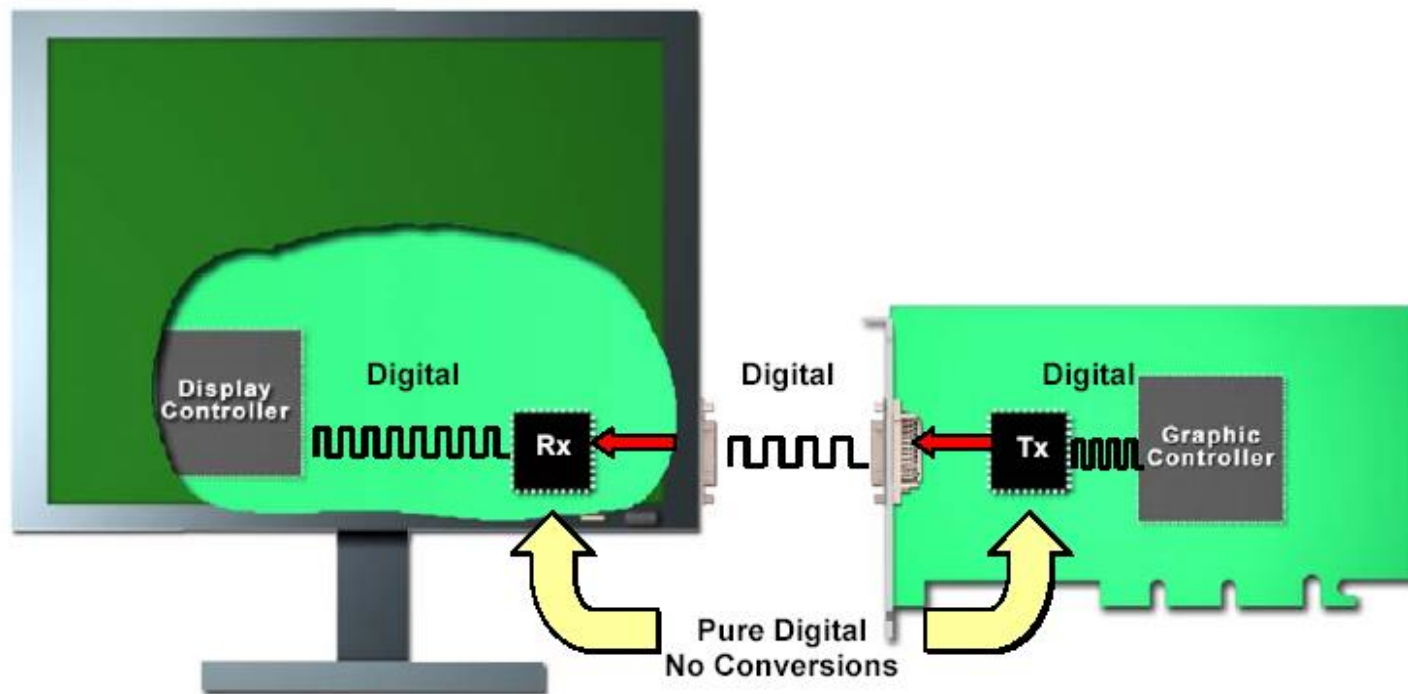 Digital
Digital
Digital
Display
Controller
Rx
Tx
Graphic
Controller
Pure Digital
No Conversions